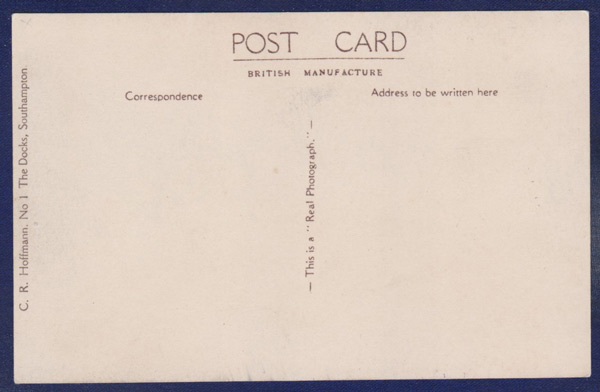 POST CARD
BRITISH MANUFACTURE
Correspondence
Address to be written here
— This is a "Real Photograph." —
C. R. Hoffmann. No 1 The Docks, Southampton.